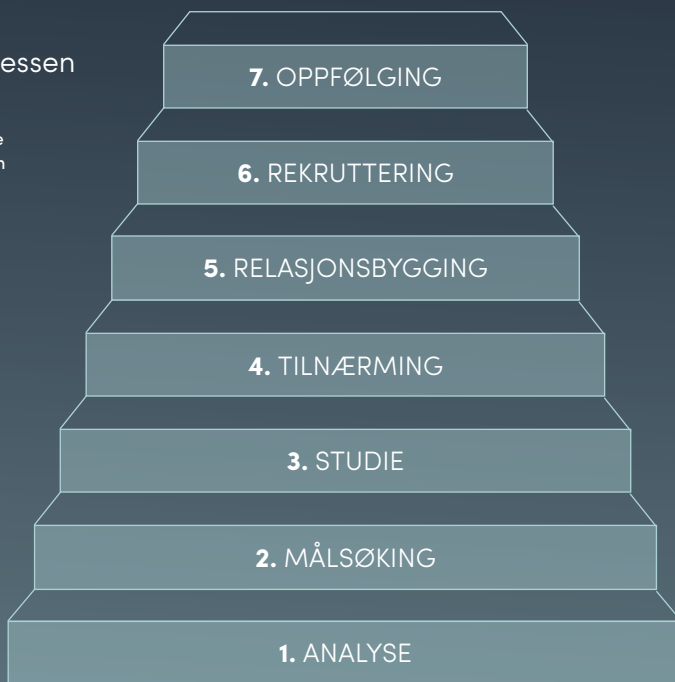 essen
7. OPPFØLGING
6. REKRUTTERING
5. RELASJONSBYGGING
4. TILNÆRMING
3. STUDIE
2. MÅLSØKING
1. ANALYSE